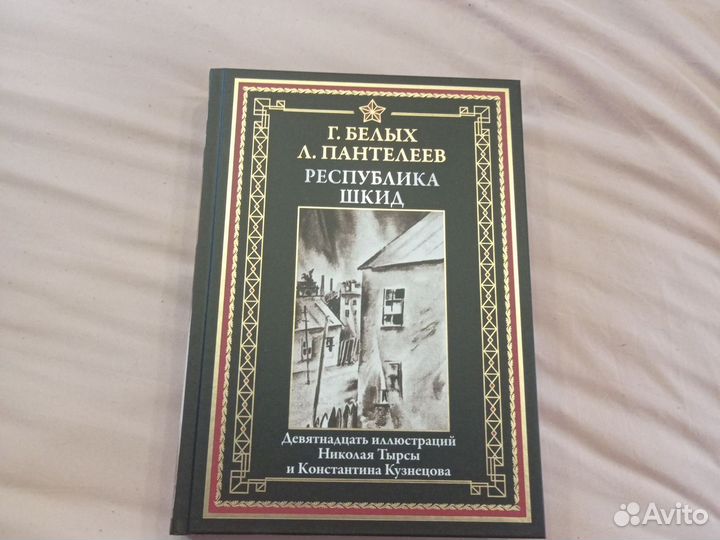 Г. БЕЛЫХ
Л. ПАНТЕЛЕЕВ
РЕСПУБЛИКА
ШКИД
Девятнадцать иллюстраций
Николая Тырсы
и Константина Кузнецова
Avito